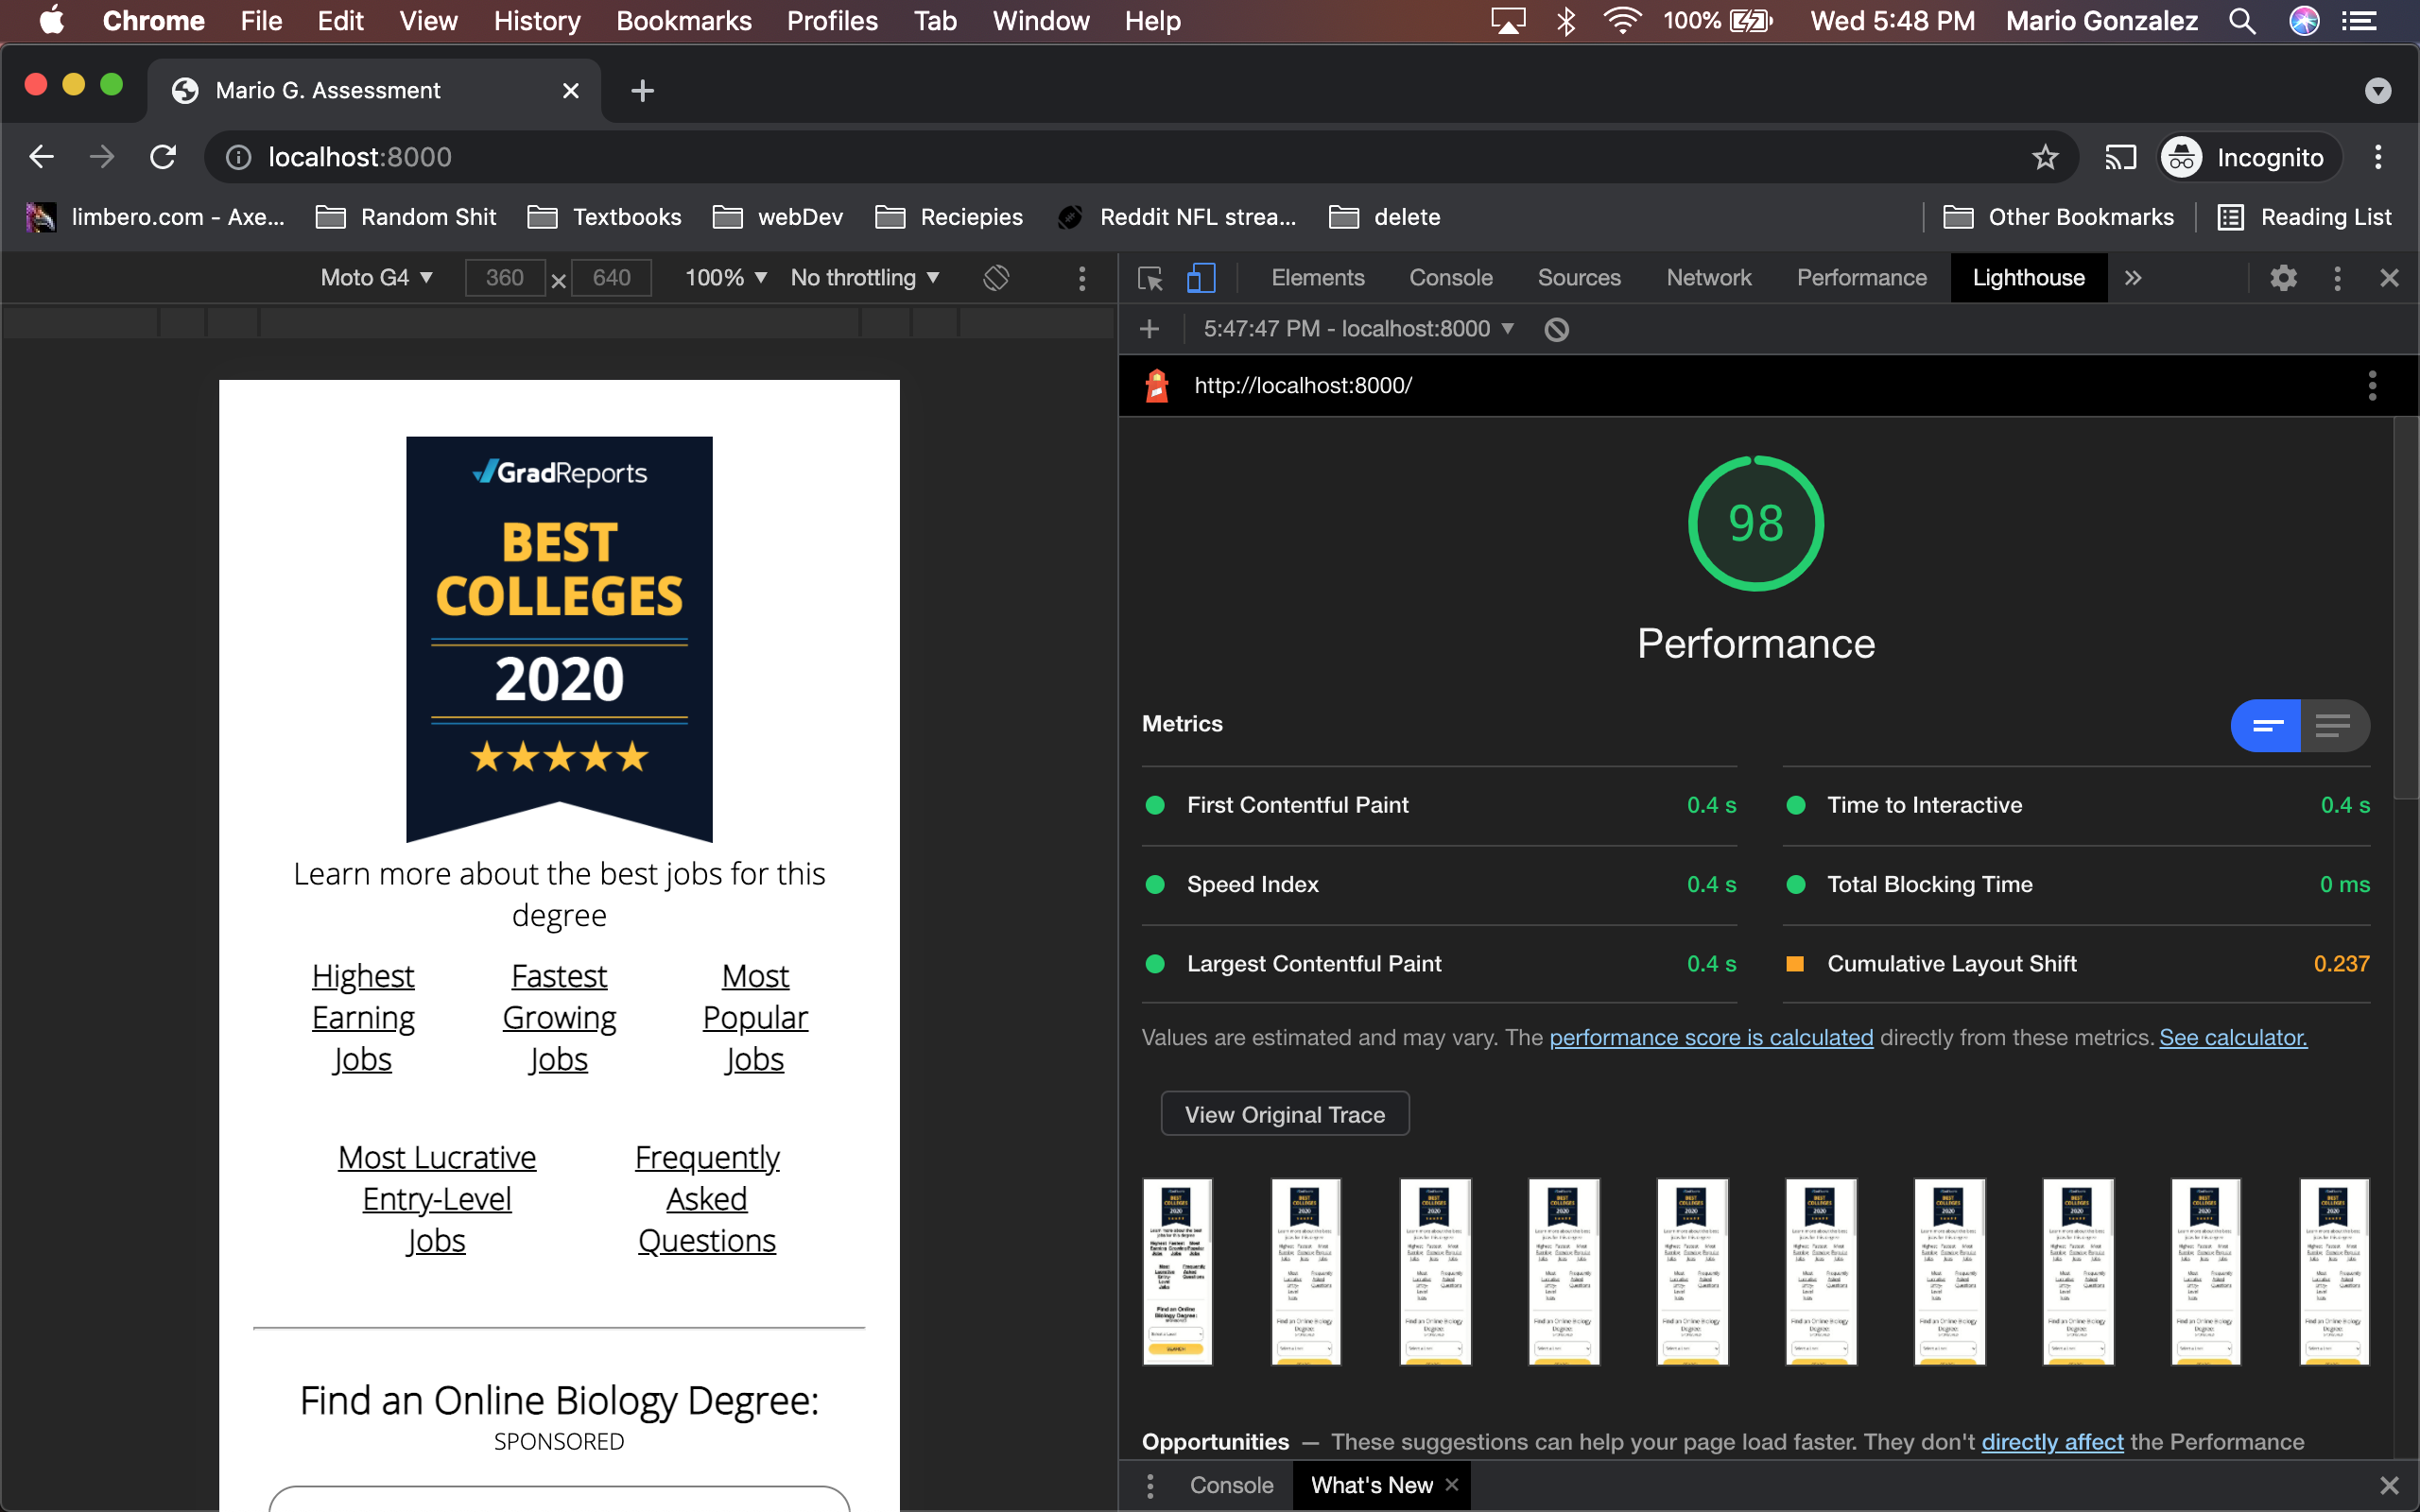 Chrome File Edit View History Bookmarks Profiles Tab Window Help 100% Wed 5:48 PM Mario Gonzalez
Mario G. Assessment
localhost:8000
Incognito
limbero.com - Axe... Random Shit Textbooks webDev Reciepies Reddit NFL strea... delete Other Bookmarks Reading List
Moto G4 360 × 640 100% No throttling
Elements Console Sources Network Performance Lighthouse
5:47:47 PM - localhost:8000
http://localhost:8000/
GradReports
BEST
COLLEGES
2020
Learn more about the best jobs for this
degree
Highest
Earning
Jobs
Fastest
Growing
Jobs
Most
Popular
Jobs
Most Lucrative
Entry-Level
Jobs
Frequently
Asked
Questions
Find an Online Biology Degree:
SPONSORED
98
Performance
Metrics
First Contentful Paint 0.4 s
Time to Interactive 0.4 s
Speed Index 0.4 s
Total Blocking Time 0 ms
Largest Contentful Paint 0.4 s
Cumulative Layout Shift 0.237
Values are estimated and may vary. The performance score is calculated directly from these metrics. See calculator.
View Original Trace
Opportunities — These suggestions can help your page load faster. They don't directly affect the Performance
Console What's New